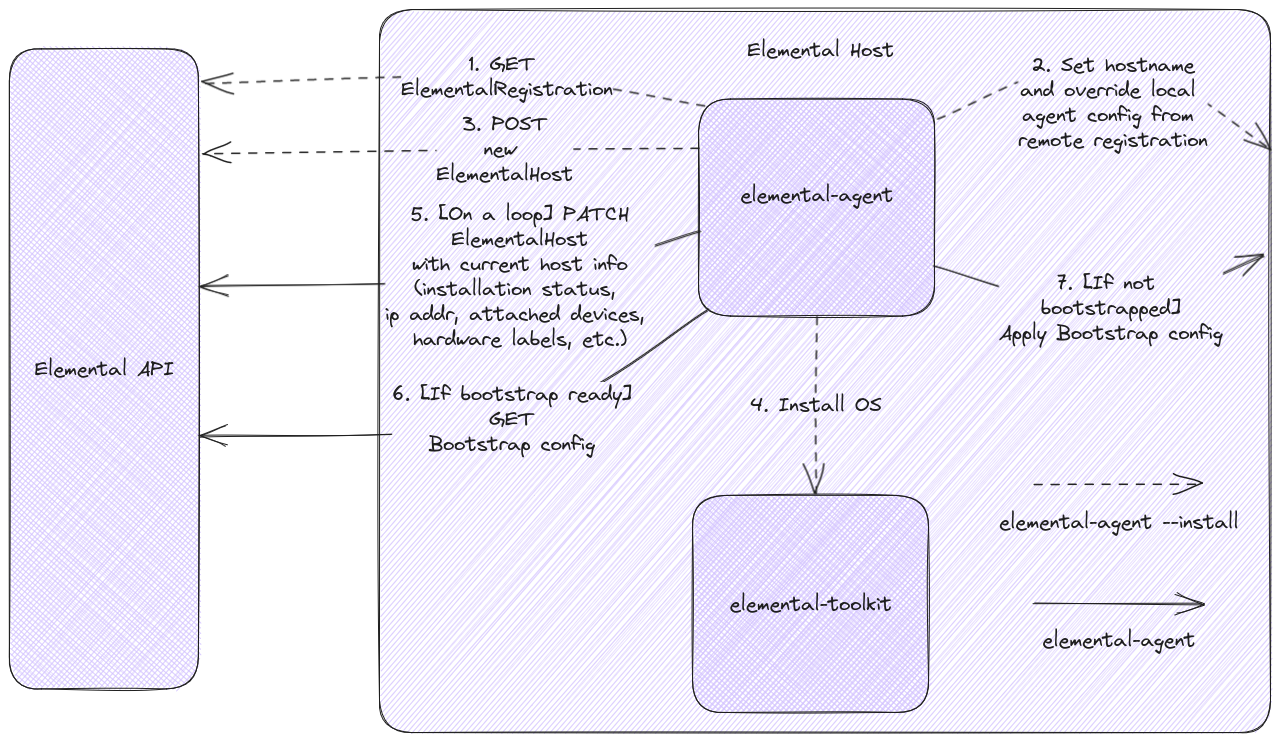 Elemental Host
1. GET
ElementalRegistration
2. Set hostname
and override local
agent config from
remote registration
3. POST
new
ElementalHost
elemental-agent
5. [On a loop] PATCH
ElementalHost
with current host info
(installation status,
ip addr, attached devices,
hardware labels, etc.)
7. [If not
bootstrapped]
Apply Bootstrap config
Elemental API
6. [If bootstrap ready]
GET
Bootstrap config
4. Install OS
elemental-agent --install
elemental-toolkit
elemental-agent